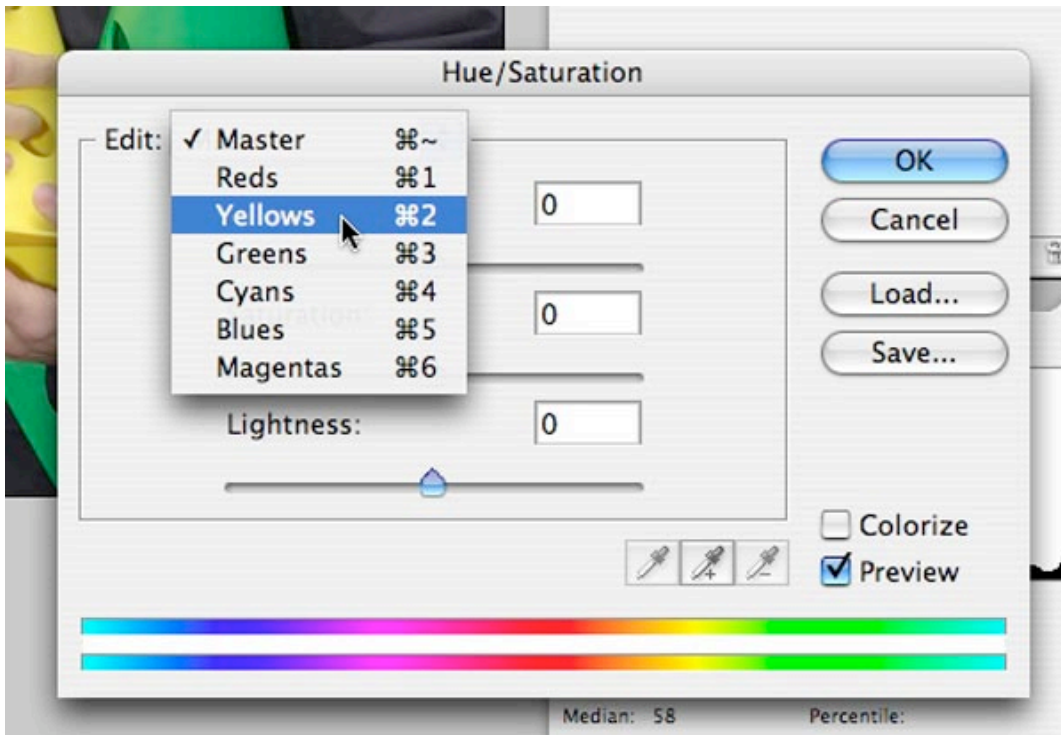 Hue/Saturation
Edit: ✓ Master ⌘~
Reds ⌘1
Yellows ⌘2
Greens ⌘3
Cyans ⌘4
Blues ⌘5
Magentas ⌘6
0
Saturation:
0
Lightness:
0
OK
Cancel
Load...
Save...
Colorize
Preview
Median: 58 Percentile: